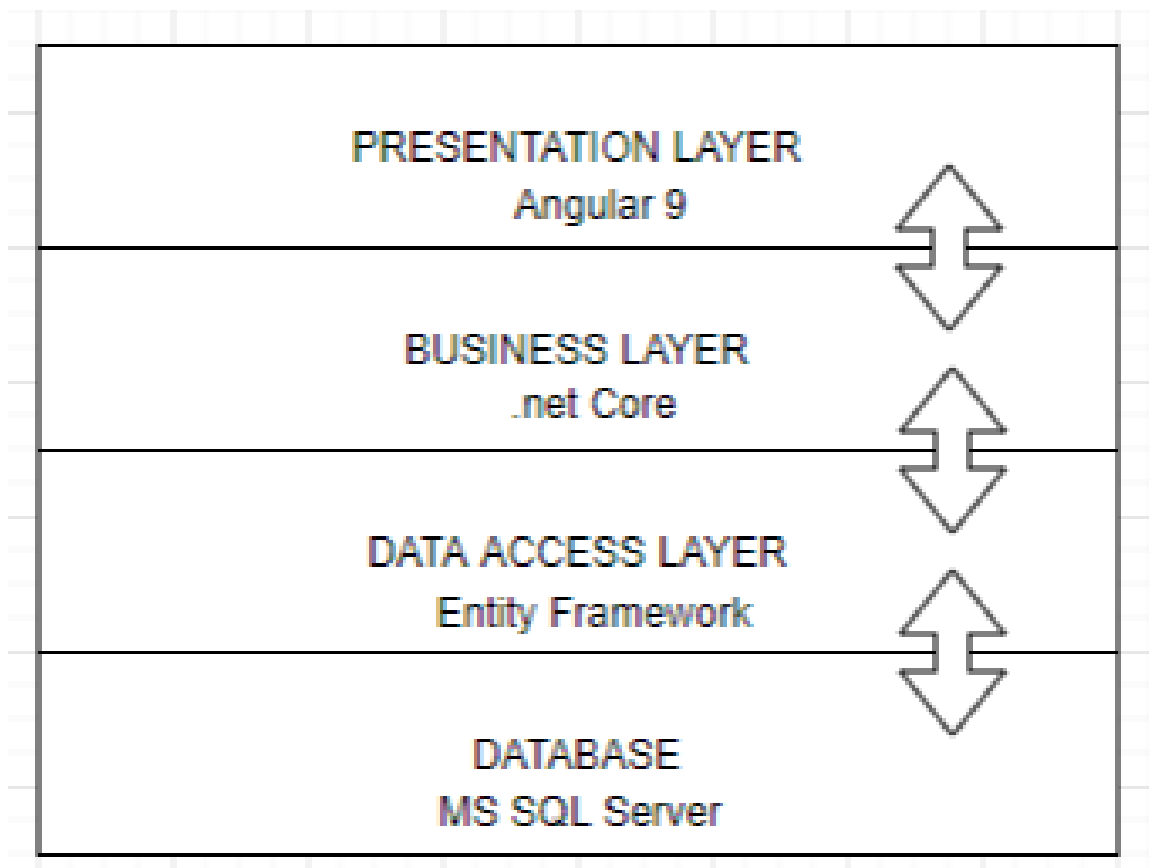 PRESENTATION LAYER
Angular 9
BUSINESS LAYER
.net Core
DATA ACCESS LAYER
Entity Framework
DATABASE
MS SQL Server